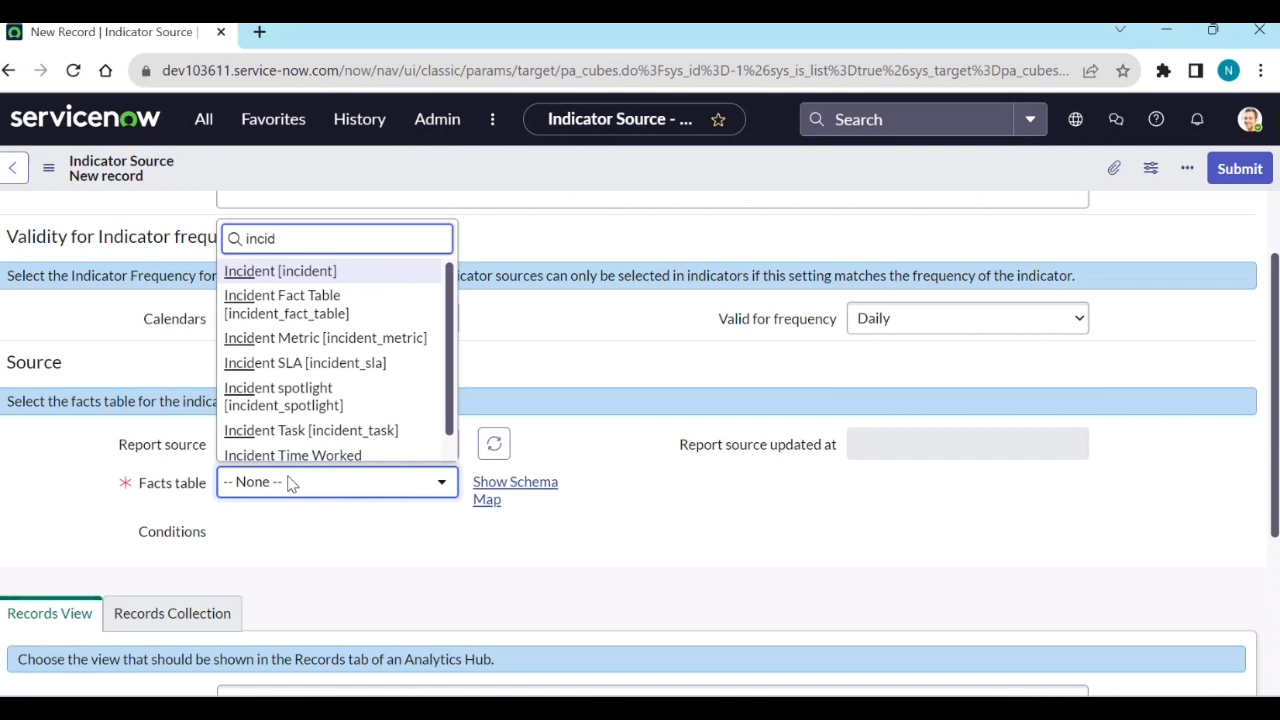 New Record | Indicator Source |
dev103611.service-now.com/now/nav/ui/classic/params/target/pa_cubes.do%3Fsys_id%3D-1%26sys_is_list%3Dtrue%26sys_target%3Dpa_cubes...
N
servicenow
All
Favorites
History
Admin
Indicator Source - ...
Search
Indicator Source
New record
Submit
Validity for Indicator frequ
incid
Select the Indicator Frequency for
icator sources can only be selected in indicators if this setting matches the frequency of the indicator.
Incident [incident]
Incident Fact Table
[incident_fact_table]
Incident Metric [incident_metric]
Incident SLA [incident_sla]
Incident spotlight
[incident_spotlight]
Incident Task [incident_task]
Incident Time Worked
Calendars
Valid for frequency
Daily
Source
Select the facts table for the indica
Report source
Report source updated at
Facts table
-- None --
Show Schema
Map
Conditions
Records View
Records Collection
Choose the view that should be shown in the Records tab of an Analytics Hub.